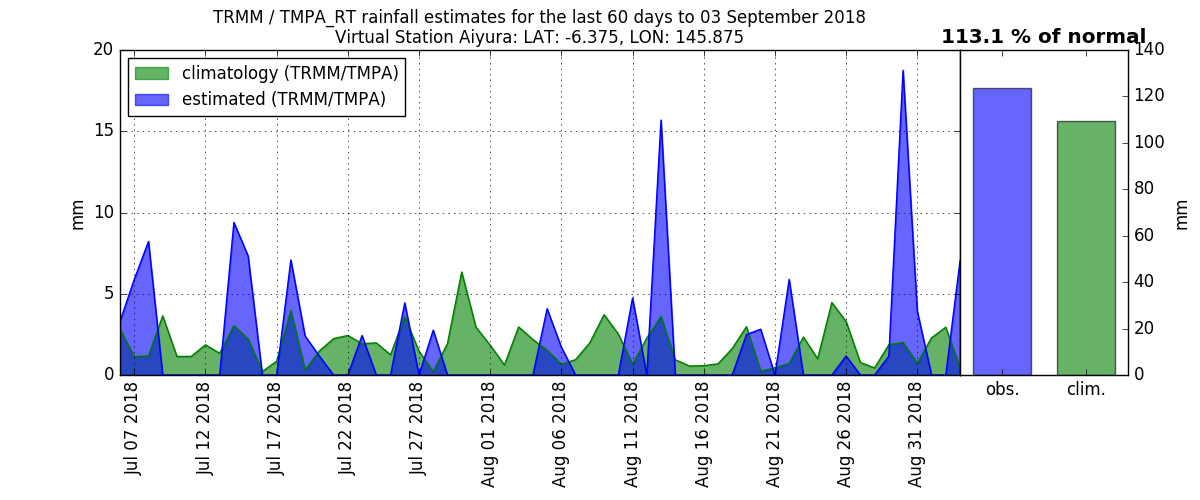 TRMM / TMPA_RT rainfall estimates for the last 60 days to 03 September 2018
Virtual Station Aiyura: LAT: -6.375, LON: 145.875
113.1 % of normal
climatology (TRMM/TMPA)
estimated (TRMM/TMPA)
20
15
10
5
0
mm
140
120
100
80
60
40
20
0
mm
Jul 07 2018
Jul 12 2018
Jul 17 2018
Jul 22 2018
Jul 27 2018
Aug 01 2018
Aug 06 2018
Aug 11 2018
Aug 16 2018
Aug 21 2018
Aug 26 2018
Aug 31 2018
obs.
clim.